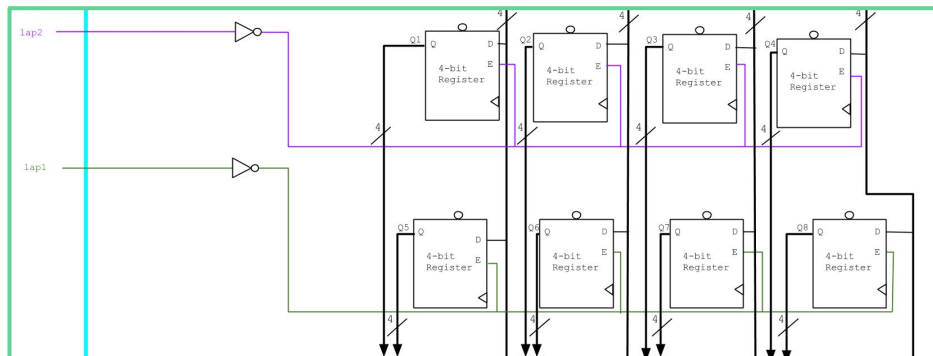 lap2
4
4
4
4
Q1
Q
D
E
4-bit
Register
Q2
Q
D
E
4-bit
Register
Q3
Q
D
E
4-bit
Register
Q4
Q
D
E
4-bit
Register
4
4
4
4
lap1
Q5
Q
D
E
4-bit
Register
Q6
Q
D
E
4-bit
Register
Q7
Q
D
E
4-bit
Register
Q8
Q
D
E
4-bit
Register
4
4
4
4